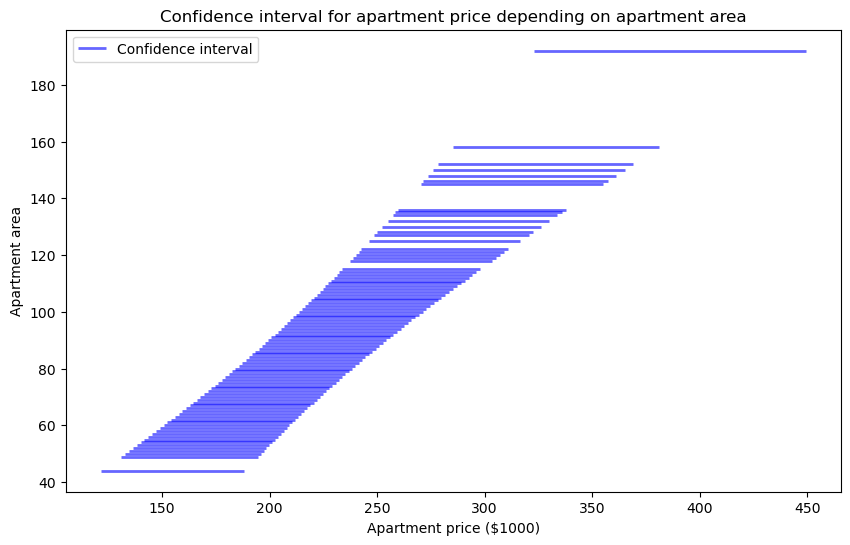 Confidence interval for apartment price depending on apartment area
Confidence interval
180
160
140
120
100
80
60
40
Apartment area
150 200 250 300 350 400 450
Apartment price ($1000)